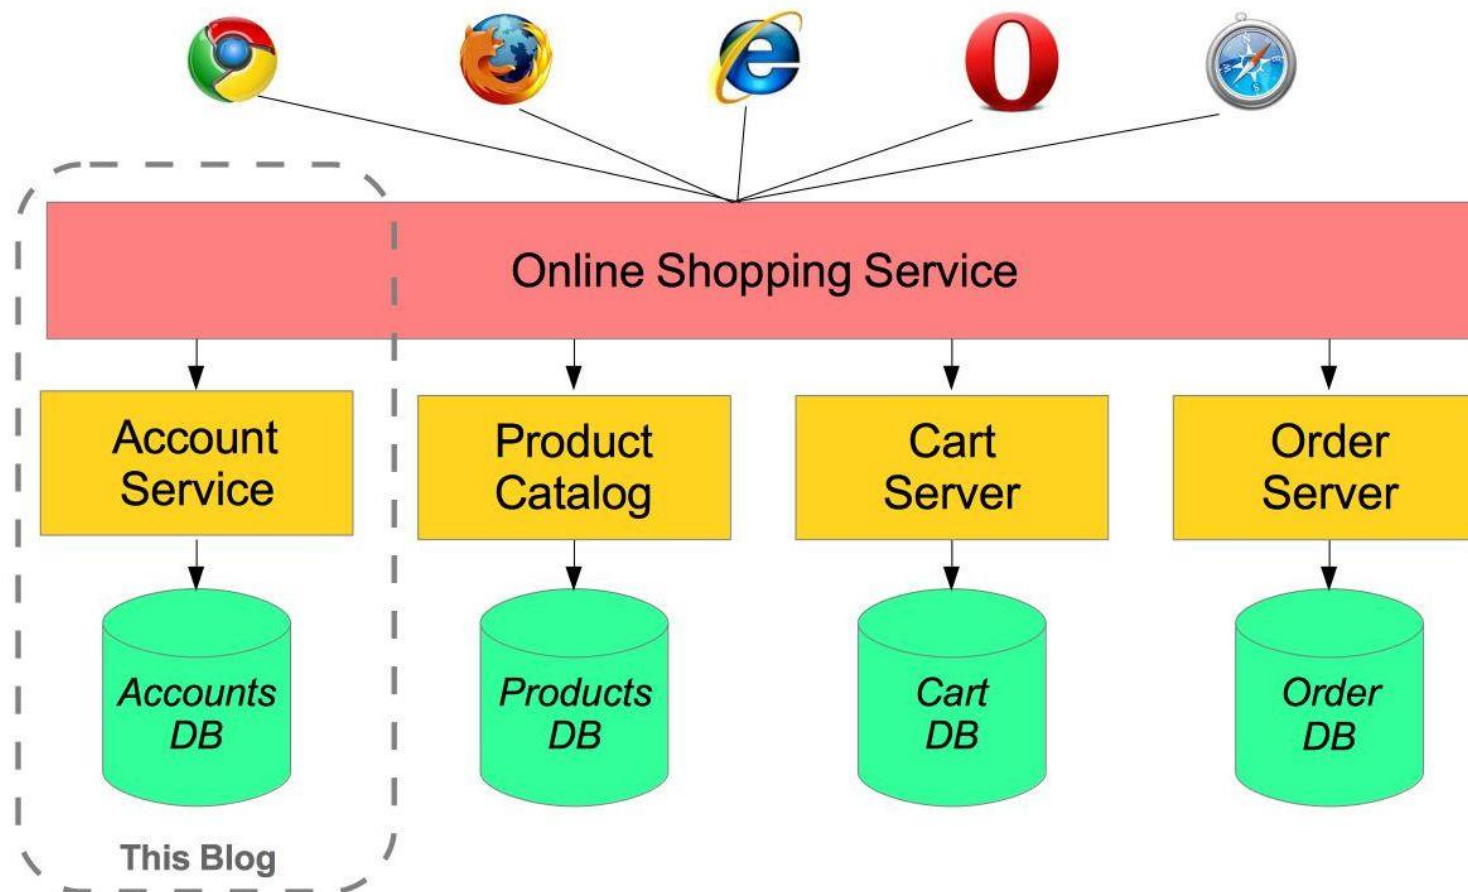 Online Shopping Service
Account
Service
Product
Catalog
Cart
Server
Order
Server
Accounts
DB
Products
DB
Cart
DB
Order
DB
This Blog